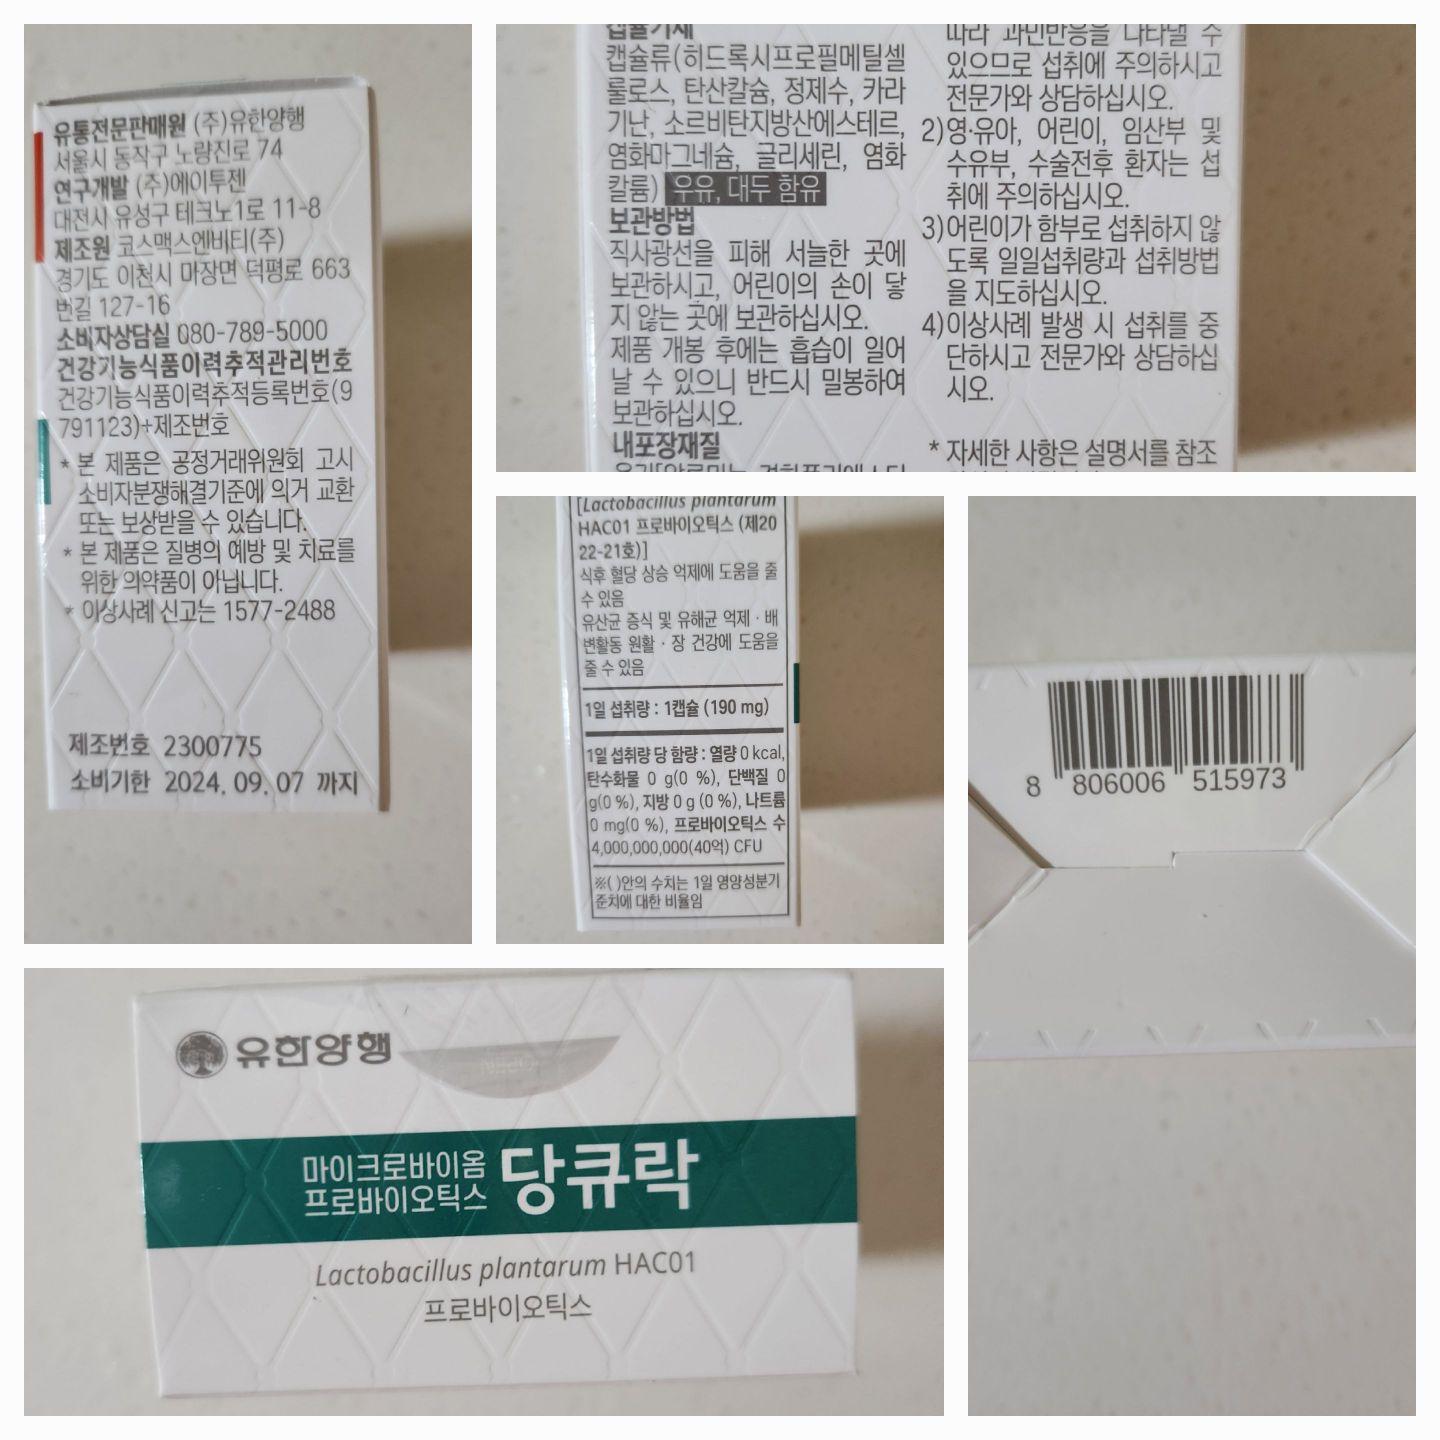 유통전문판매원 (주)유한양행
서울시 동작구 노량진로 74
연구개발 (주)에이투젠
대전시 유성구 테크노1로 11-8
제조원 코스맥스엔비티(주)
경기도 이천시 마장면 덕평로 663
번길 127-16
소비자상담실 080-789-5000
건강기능식품이력추적관리번호
건강기능식품이력추적등록번호(9
791123)+제조번호
* 본 제품은 공정거래위원회 고시
소비자분쟁해결기준에 의거 교환
또는 보상받을 수 있습니다.
* 본 제품은 질병의 예방 및 치료를
위한 의약품이 아닙니다.
* 이상사례 신고는 1577-2488
제조번호 2300775
소비기한 2024. 09. 07 까지
캡슐기제
캡슐류(히드록시프로필메틸셀
룰로스, 탄산칼슘, 정제수, 카라
기난, 소르비탄지방산에스테르,
염화마그네슘, 글리세린, 염화
칼륨) 우유, 대두 함유
보관방법
직사광선을 피해 서늘한 곳에
보관하시고, 어린이의 손이 닿
지 않는 곳에 보관하십시오.
제품 개봉 후에는 흡습이 일어
날 수 있으니 반드시 밀봉하여
보관하십시오.
내포장재질
따라 과민반응을 나타낼 수
있으므로 섭취에 주의하시고
전문가와 상담하십시오.
2)영·유아, 어린이, 임산부 및
수유부, 수술전후 환자는 섭
취에 주의하십시오.
3)어린이가 함부로 섭취하지 않
도록 일일섭취량과 섭취방법
을 지도하십시오.
4)이상사례 발생 시 섭취를 중
단하시고 전문가와 상담하십
시오.
* 자세한 사항은 설명서를 참조
[Lactobacillus plantarum
HAC01 프로바이오틱스 (제20
22-21호)]
식후 혈당 상승 억제에 도움을 줄
수 있음
유산균 증식 및 유해균 억제 · 배
변활동 원활 · 장 건강에 도움을
줄 수 있음
1일 섭취량 : 1캡슐 (190 mg)
1일 섭취량 당 함량 : 열량 0 kcal,
탄수화물 0 g(0 %), 단백질 0
g(0 %), 지방 0 g (0 %), 나트륨
0 mg(0 %), 프로바이오틱스 수
4,000,000,000(40억) CFU
※( )안의 수치는 1일 영양성분기
준치에 대한 비율임
8 806006 515973
유한양행
마이크로바이옴
프로바이오틱스 당큐락
Lactobacillus plantarum HAC01
프로바이오틱스